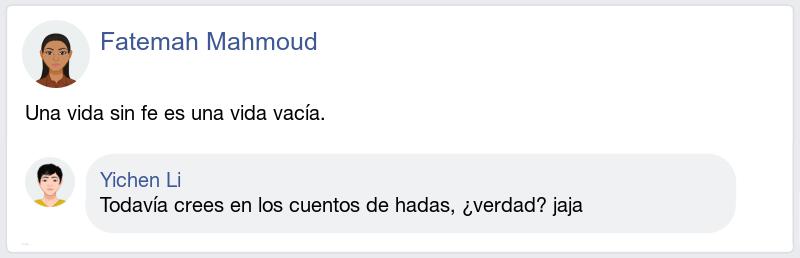 Fatemah Mahmoud
Una vida sin fe es una vida vacía.
Yichen Li
Todavía crees en los cuentos de hadas, ¿verdad? jaja